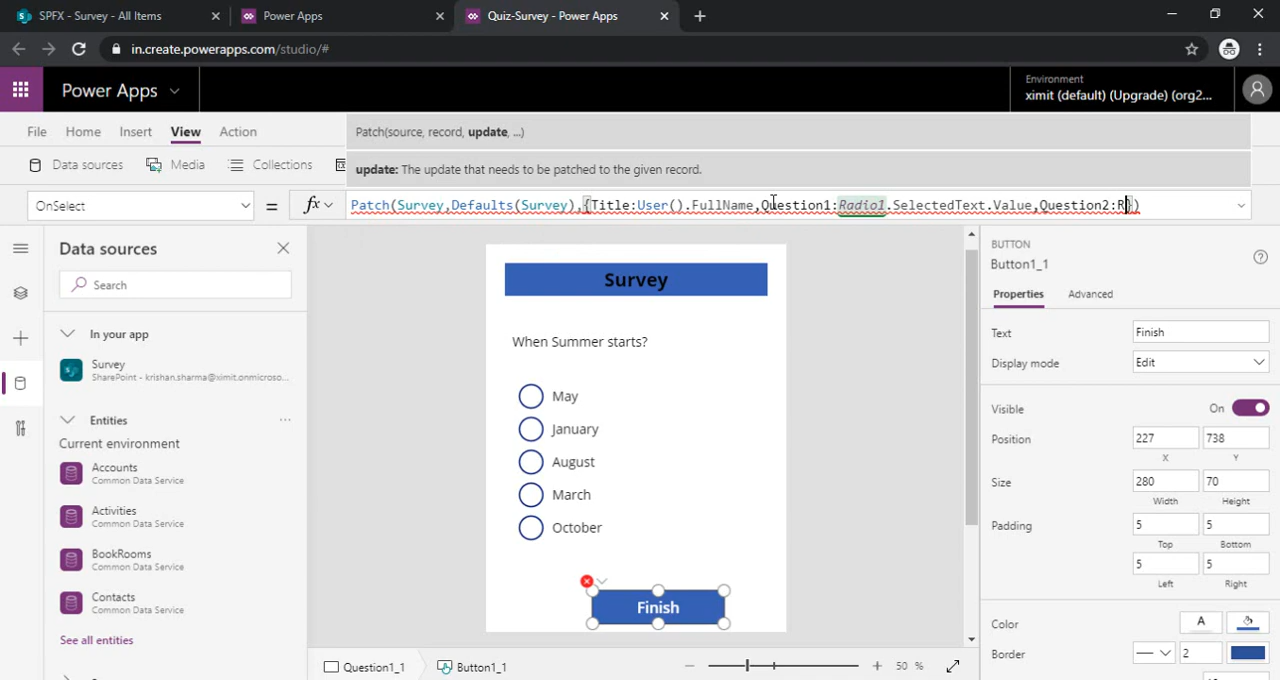 SPFX - Survey - All Items
Power Apps
Quiz-Survey - Power Apps
in.create.powerapps.com/studio/#
Power Apps
Environment
ximit (default) (Upgrade) (org2...
File Home Insert View Action
Patch(source, record, update, ...)
Data sources Media Collections
update: The update that needs to be patched to the given record.
OnSelect = fx Patch(Survey,Defaults(Survey),{Title:User().FullName,Question1:Radio1.SelectedText.Value,Question2:R})
Data sources
Search
In your app
Survey
SharePoint - krishan.sharma@ximit.onmicroso...
Entities ...
Current environment
Accounts
Common Data Service
Activities
Common Data Service
BookRooms
Common Data Service
Contacts
Common Data Service
See all entities
Survey
When Summer starts?
May
January
August
March
October
Finish
Question1_1 Button1_1
50 %
BUTTON
Button1_1
Properties Advanced
Text Finish
Display mode Edit
Visible On
Position 227 738
X Y
Size 280 70
Width Height
Padding 5 5
Top Bottom
5 5
Left Right
Color A
Border 2